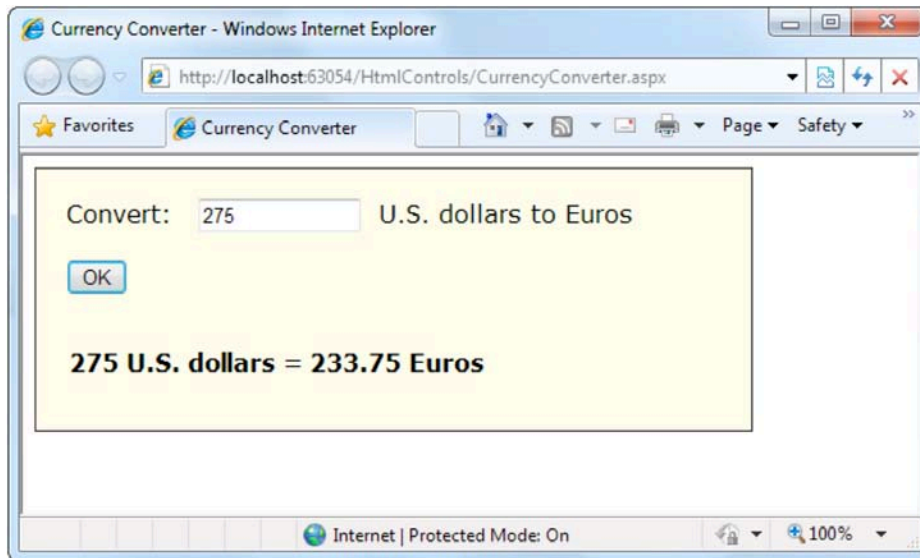 Currency Converter - Windows Internet Explorer
http://localhost:63054/HtmlControls/CurrencyConverter.aspx
Favorites
Currency Converter
Page
Safety
»
Convert: 275 U.S. dollars to Euros
OK
275 U.S. dollars = 233.75 Euros
Internet | Protected Mode: On
100%